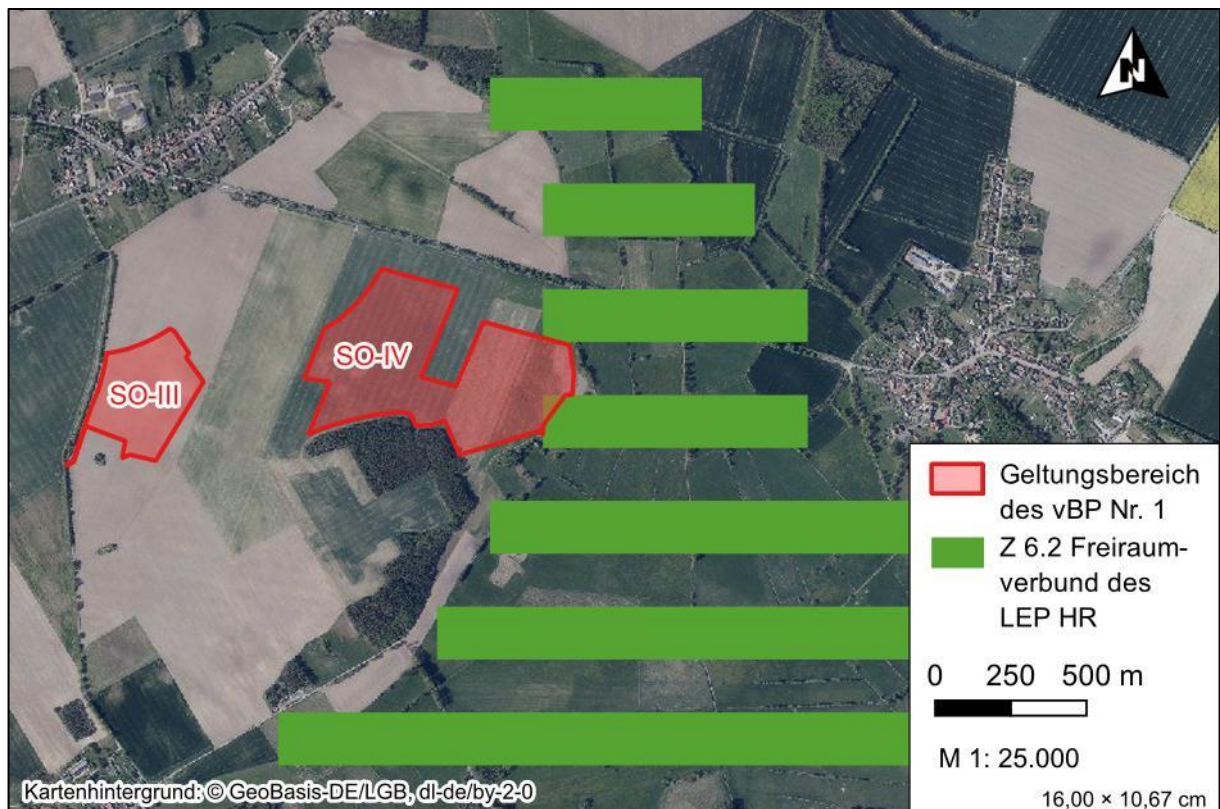 N
SO-III
SO-IV
Geltungsbereich
des vBP Nr. 1
Z 6.2 Freiraum-
verbund des
LEP HR
0 250 500 m
M 1: 25.000
16,00 × 10,67 cm
Kartenhintergrund: © GeoBasis-DE/LGB, dl-de/by-2-0